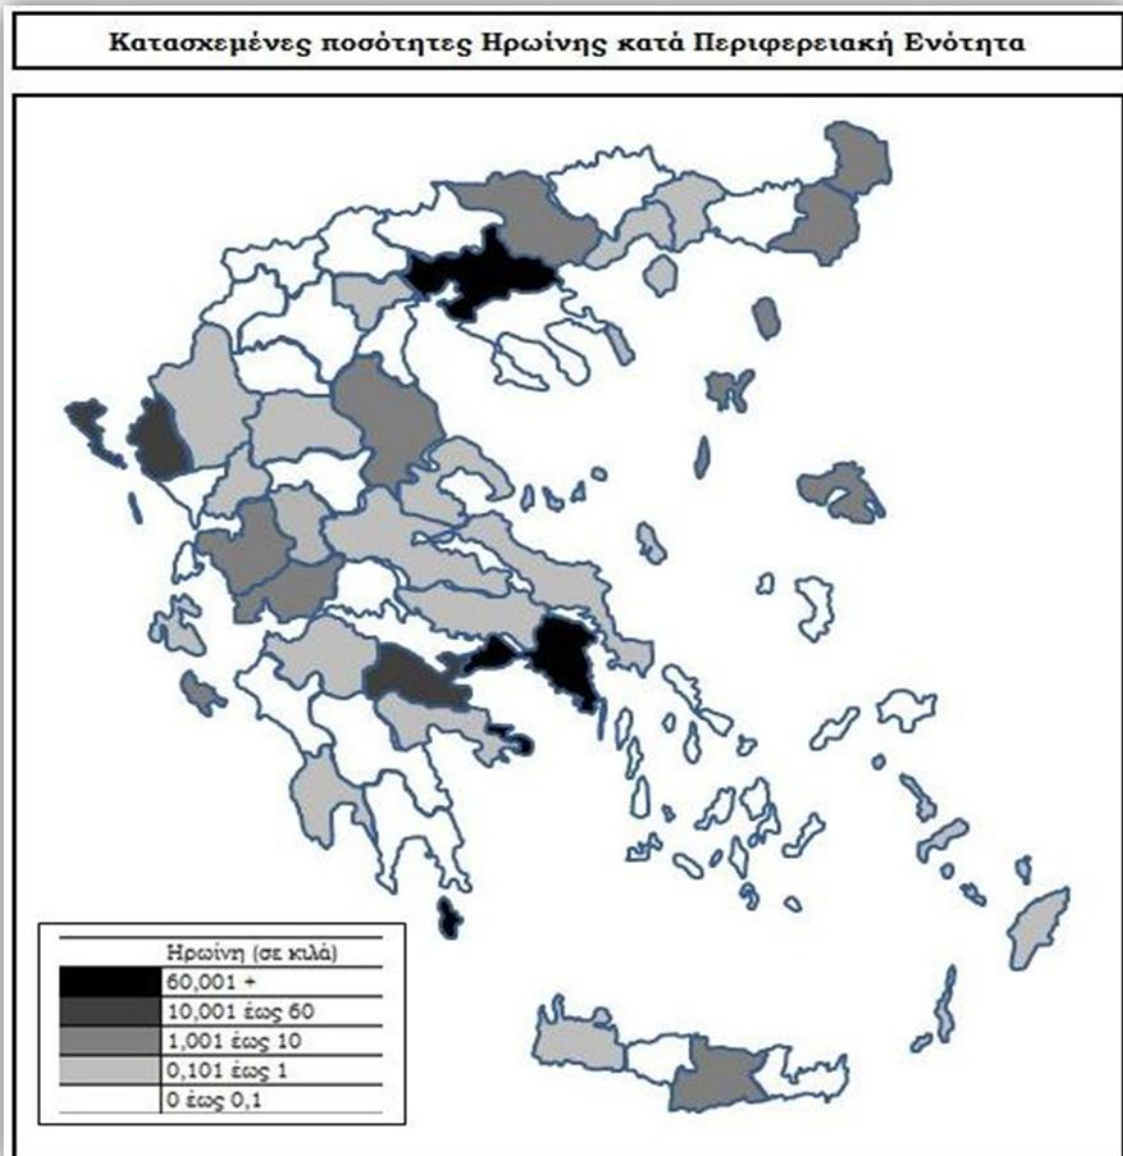 Κατασχεμένες ποσότητες Ηρωίνης κατά Περιφερειακή Ενότητα
Ηρωίνη (σε κιλά)
60,001 +
10,001 έως 60
1,001 έως 10
0,101 έως 1
0 έως 0,1